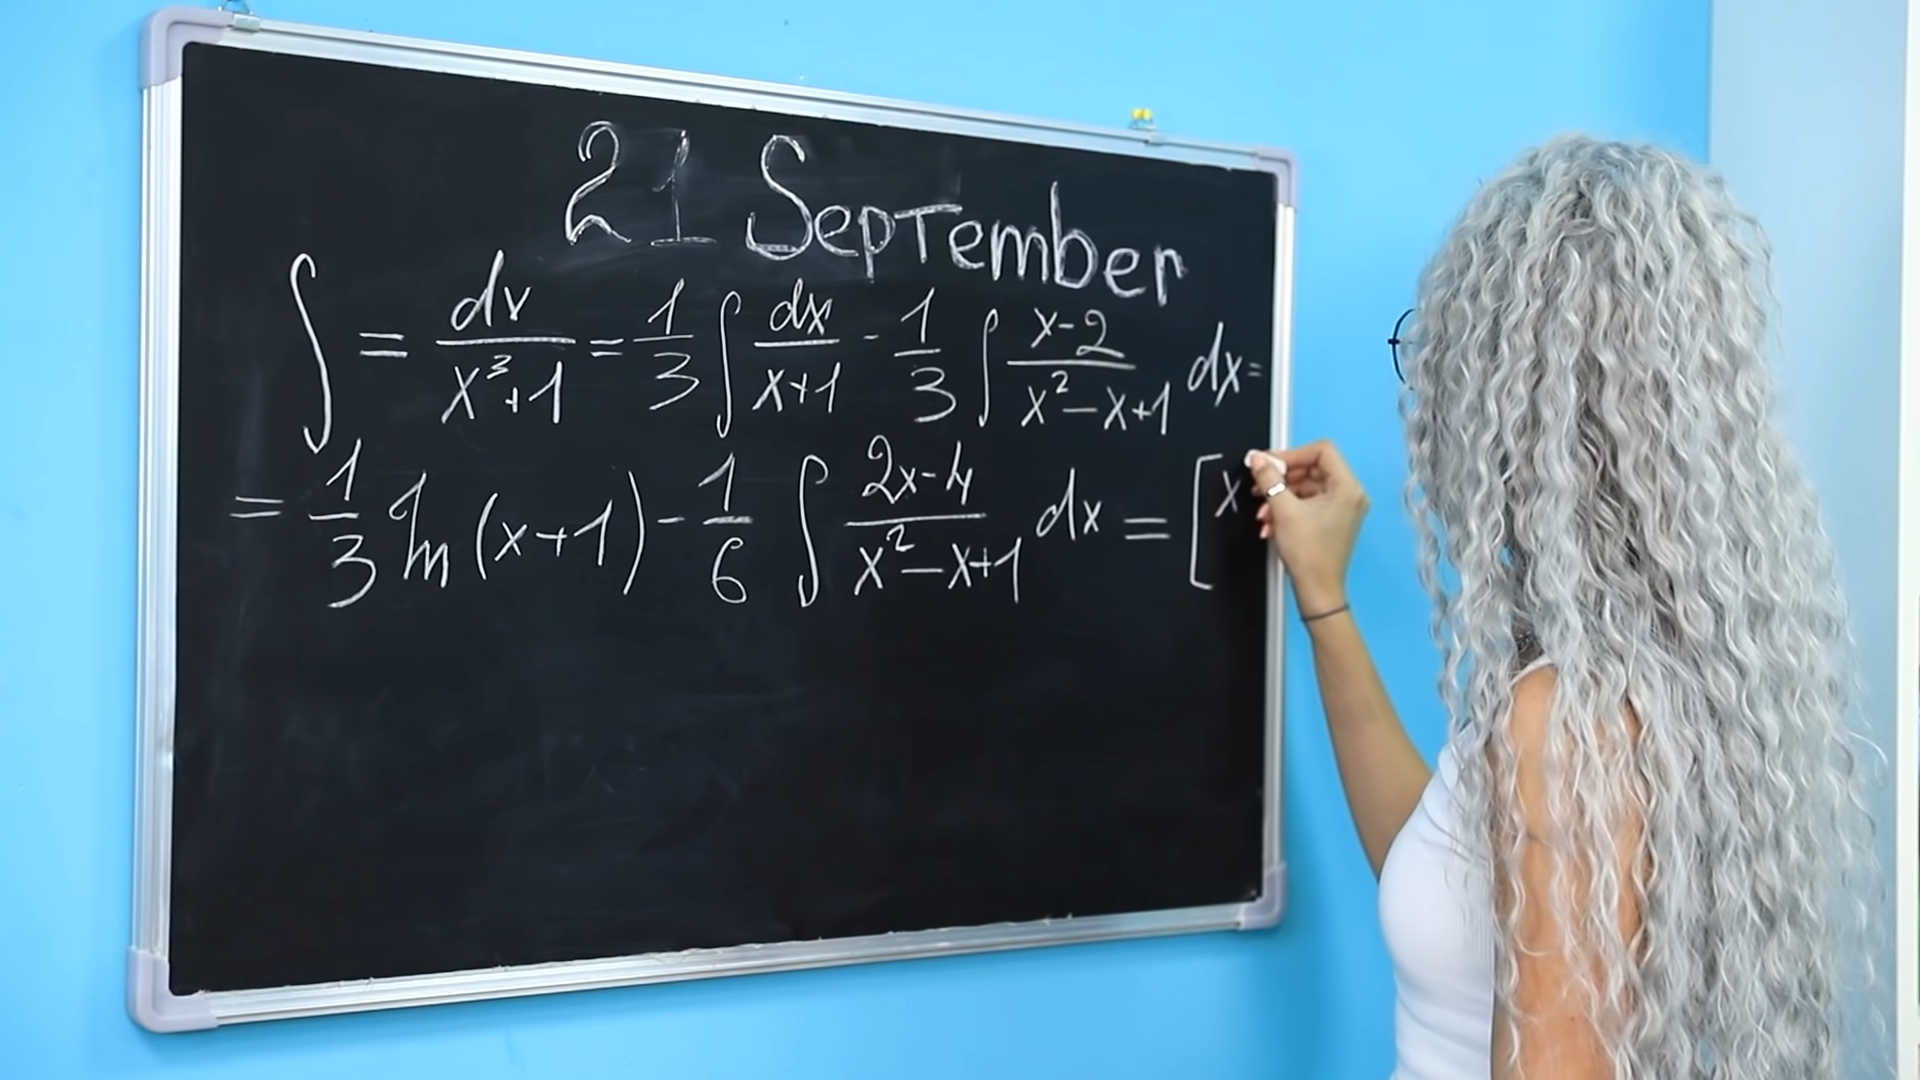 21 September
∫ = dx/(x³+1) = 1/3 ∫ dx/(x+1) - 1/3 ∫ (x-2)/(x²-x+1) dx =
= 1/3 ln (x+1) - 1/6 ∫ (2x-4)/(x²-x+1) dx = [x